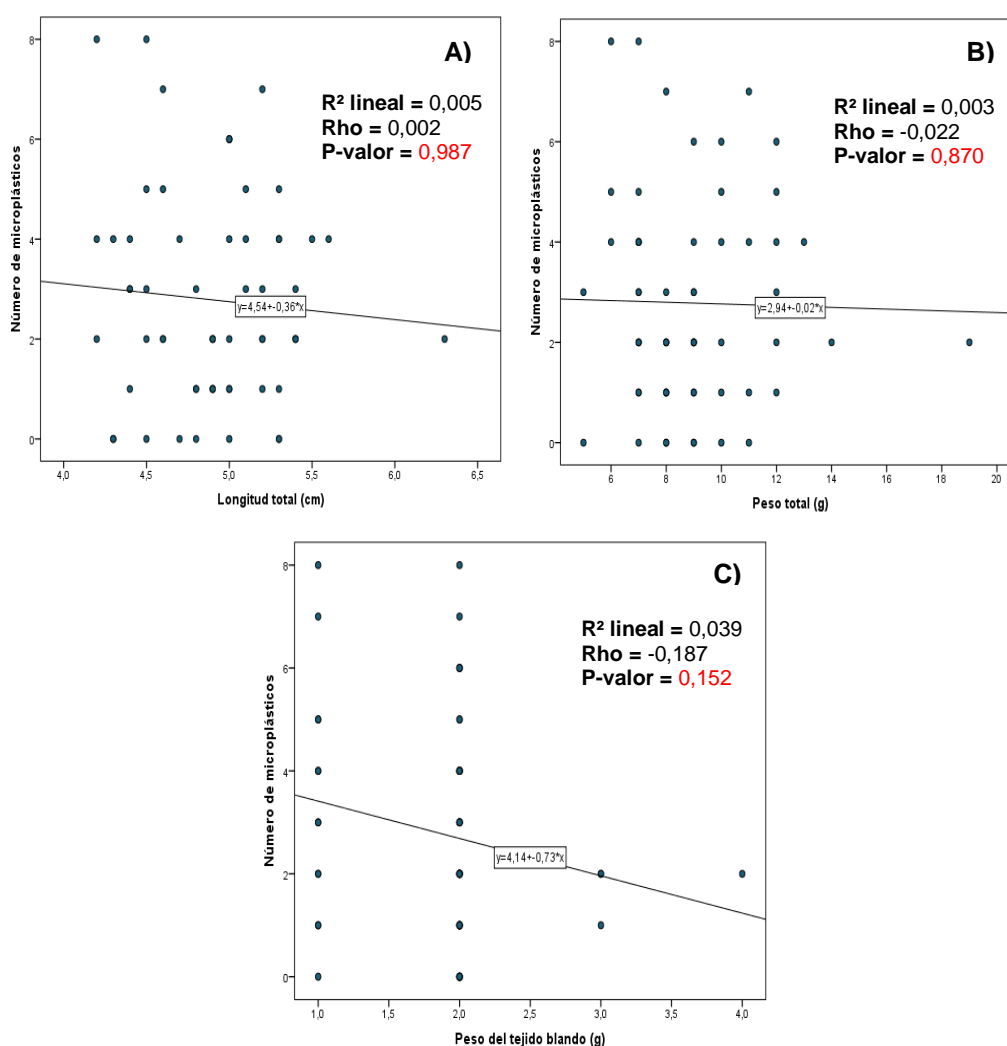 A)
R² lineal = 0,005
Rho = 0,002
P-valor = 0,987
Número de microplásticos
8
6
4
2
0
y=4,54+-0,36*x
4,0 4,5 5,0 5,5 6,0 6,5
Longitud total (cm)
B)
R² lineal = 0,003
Rho = -0,022
P-valor = 0,870
Número de microplásticos
8
6
4
2
0
y=2,94+-0,02*x
6 8 10 12 14 16 18 20
Peso total (g)
C)
R² lineal = 0,039
Rho = -0,187
P-valor = 0,152
Número de microplásticos
8
6
4
2
0
y=4,14+-0,73*x
1,0 1,5 2,0 2,5 3,0 3,5 4,0
Peso del tejido blando (g)